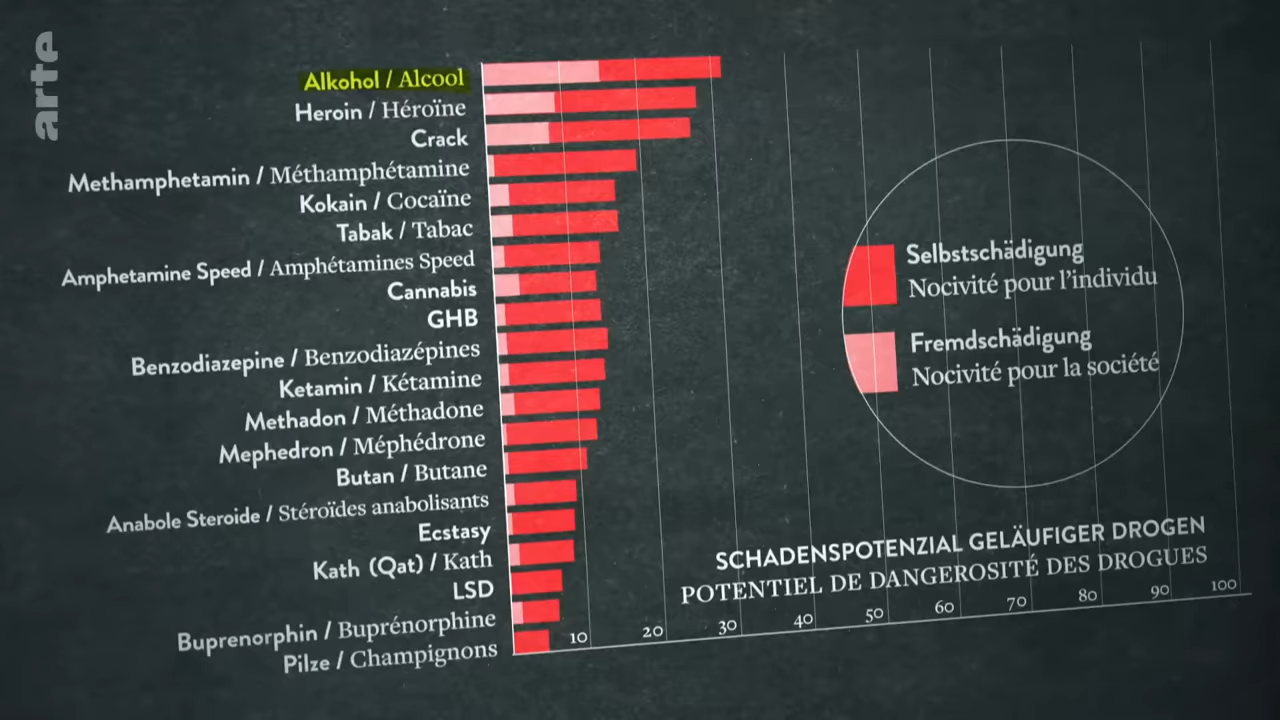 arte
Alkohol / Alcool
Heroin / Héroïne
Crack
Methamphetamin / Méthamphétamine
Kokain / Cocaïne
Tabak / Tabac
Amphetamine Speed / Amphétamines Speed
Cannabis
GHB
Benzodiazepine / Benzodiazépines
Ketamin / Kétamine
Methadon / Méthadone
Mephedron / Méphédrone
Butan / Butane
Anabole Steroide / Stéroïdes anabolisants
Ecstasy
Kath (Qat) / Kath
LSD
Buprenorphin / Buprénorphine
Pilze / Champignons
Selbstschädigung
Nocivité pour l'individu
Fremdschädigung
Nocivité pour la société
SCHADENSPOTENZIAL GELÄUFIGER DROGEN
POTENTIEL DE DANGEROSITÉ DES DROGUES
10 20 30 40 50 60 70 80 90 100